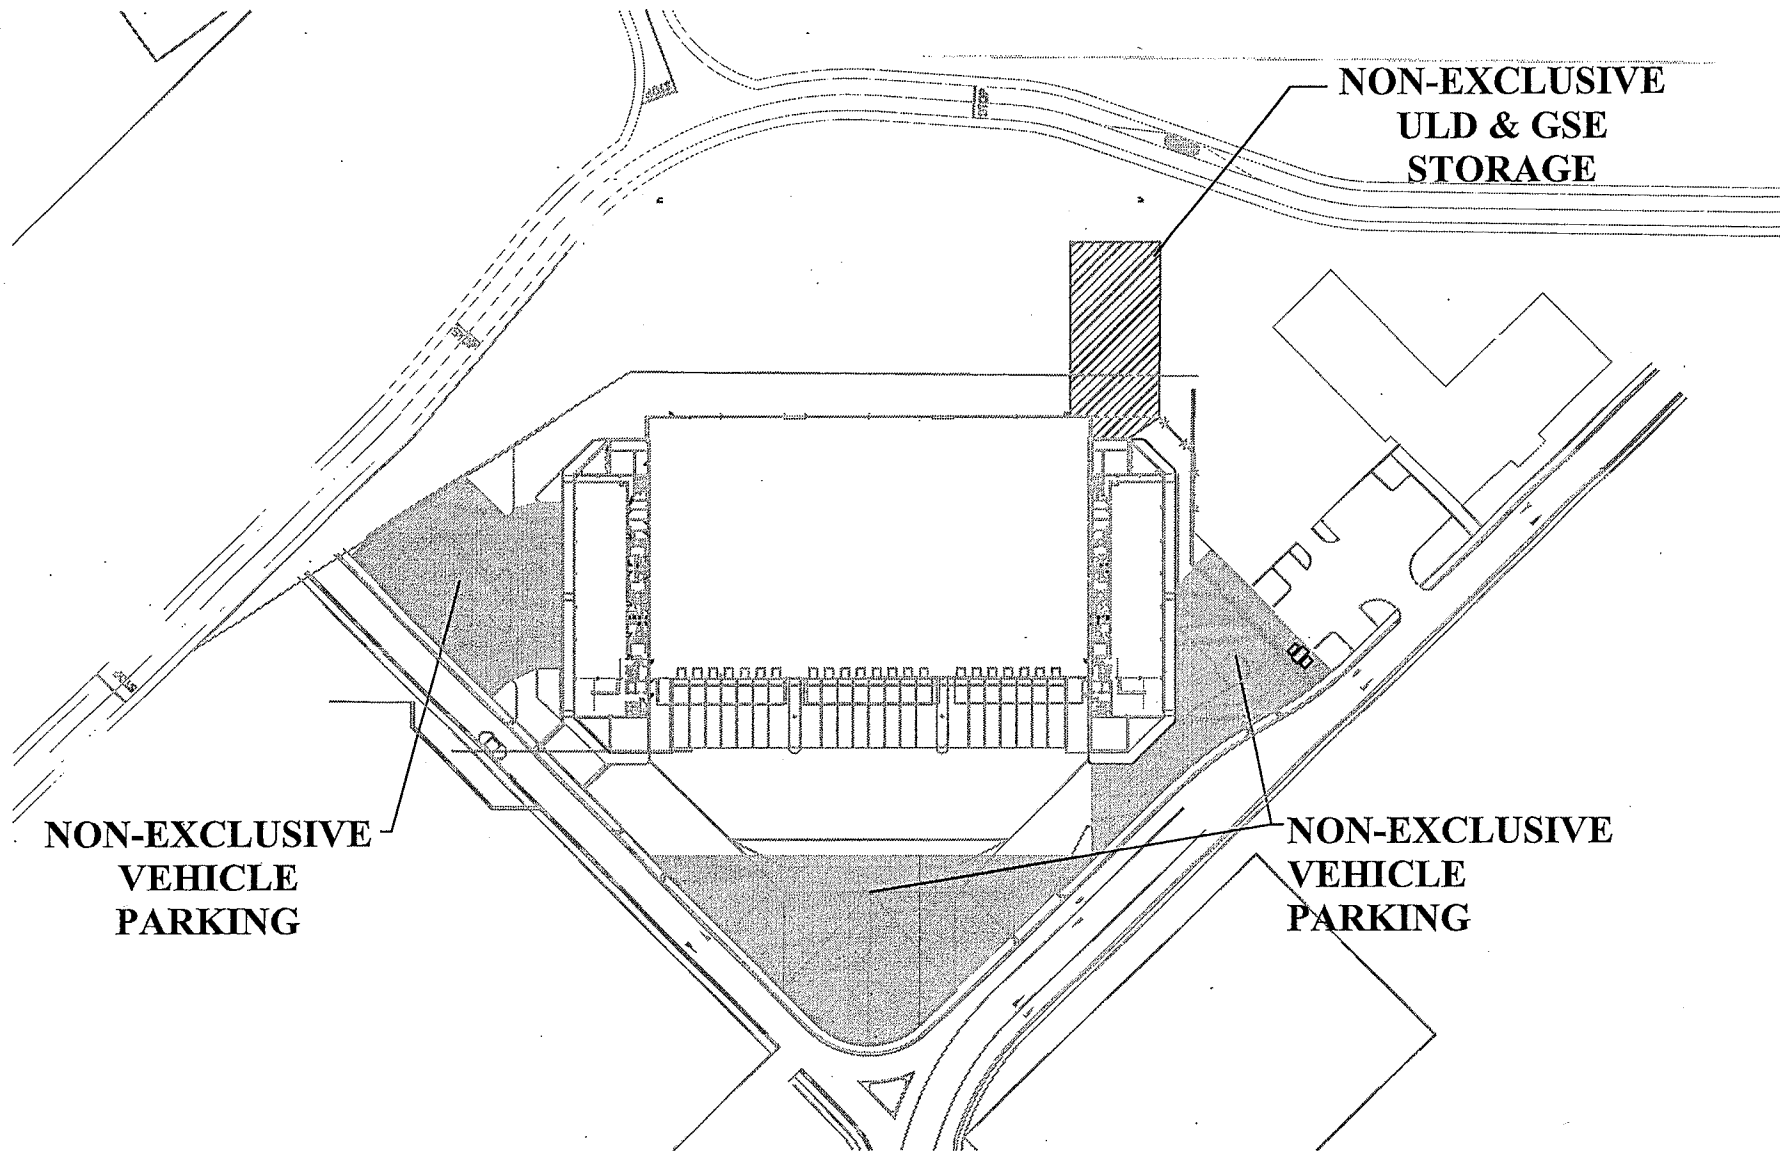 NON-EXCLUSIVE
ULD & GSE
STORAGE
NON-EXCLUSIVE
VEHICLE
PARKING
NON-EXCLUSIVE
VEHICLE
PARKING